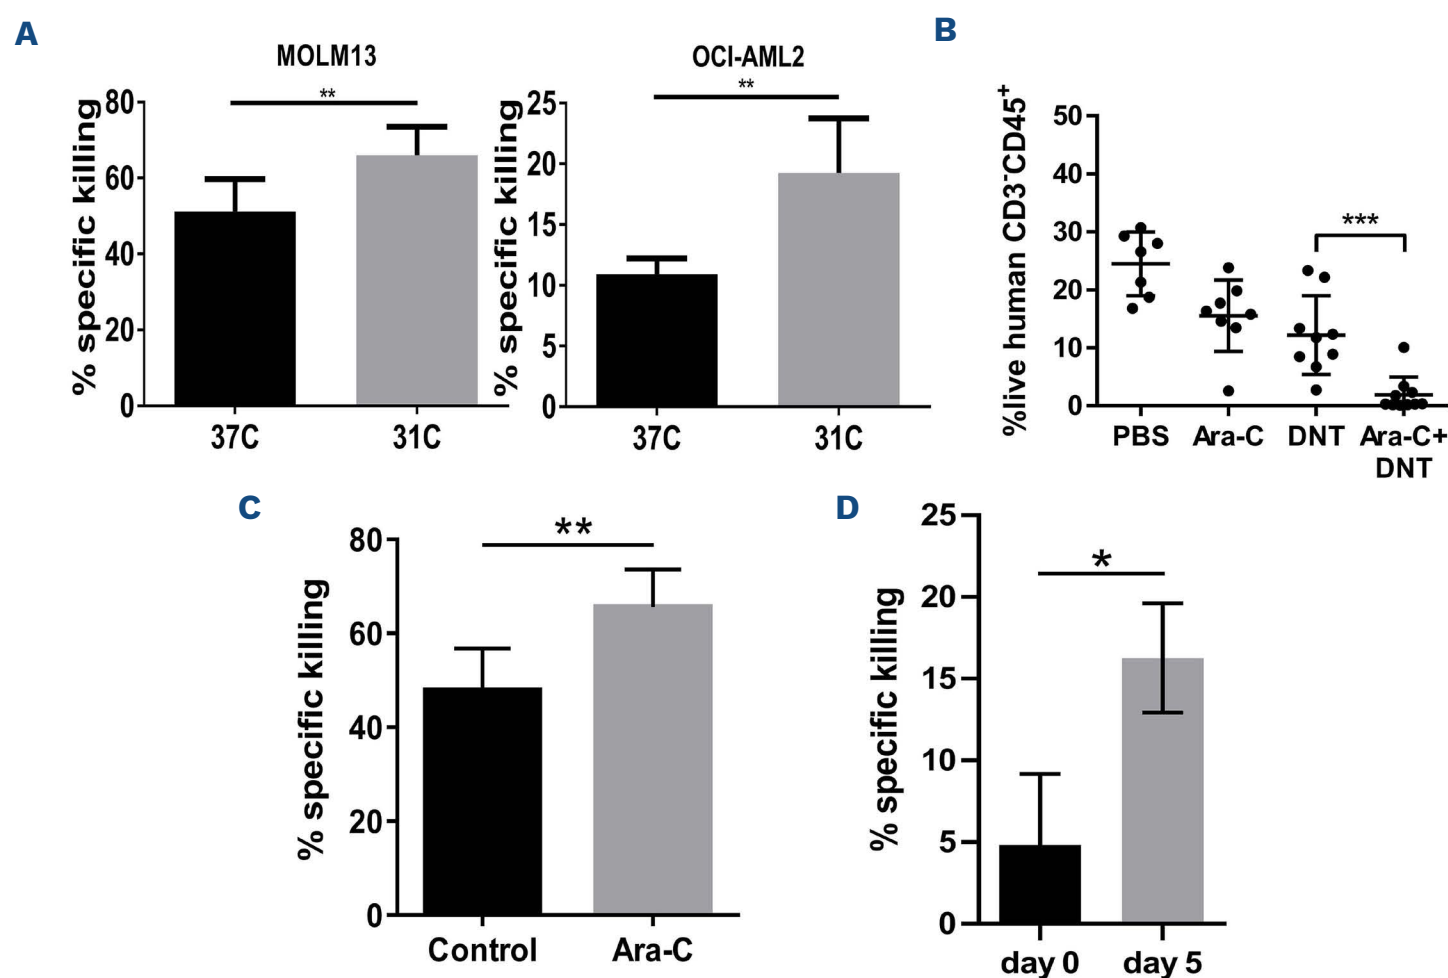 A
MOLM13
**
% specific killing
80
60
40
20
0
37C
31C
OCI-AML2
**
% specific killing
25
20
15
10
5
0
37C
31C
B
%live human CD3-CD45+
50
40
30
20
10
0
***
PBS
Ara-C
DNT
Ara-C+
DNT
C
**
% specific killing
80
60
40
20
0
Control
Ara-C
D
*
% specific killing
25
20
15
10
5
0
day 0
day 5